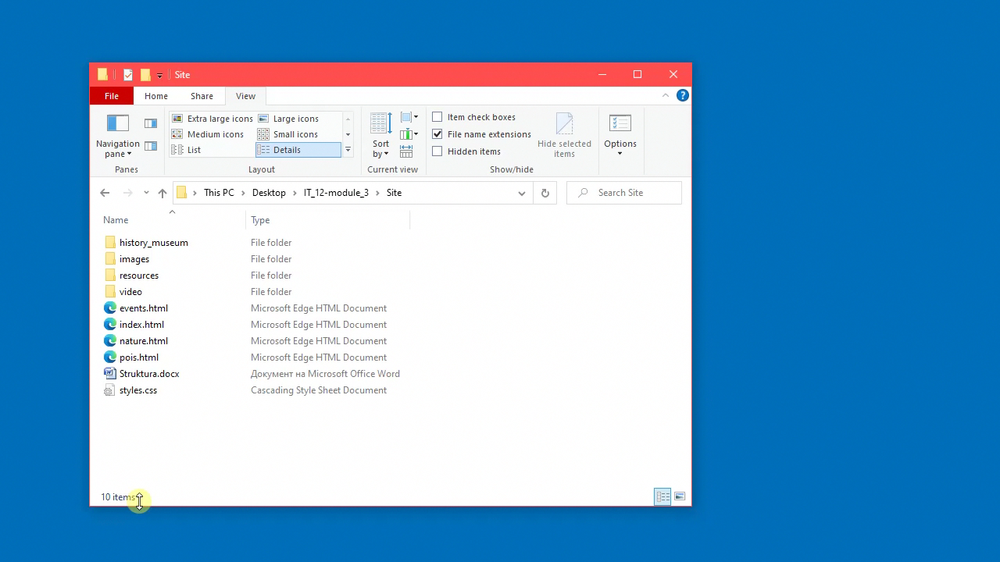 Site
File Home Share View
Extra large icons Large icons
Medium icons Small icons
List Details
Navigation pane
Sort by
Item check boxes
File name extensions
Hidden items
Hide selected items
Options
Panes Layout Current view Show/hide
This PC Desktop IT_12-module_3 Site
Search Site
Name Type
history_museum File folder
images File folder
resources File folder
video File folder
events.html Microsoft Edge HTML Document
index.html Microsoft Edge HTML Document
nature.html Microsoft Edge HTML Document
pois.html Microsoft Edge HTML Document
Struktura.docx Документ на Microsoft Office Word
styles.css Cascading Style Sheet Document
10 items